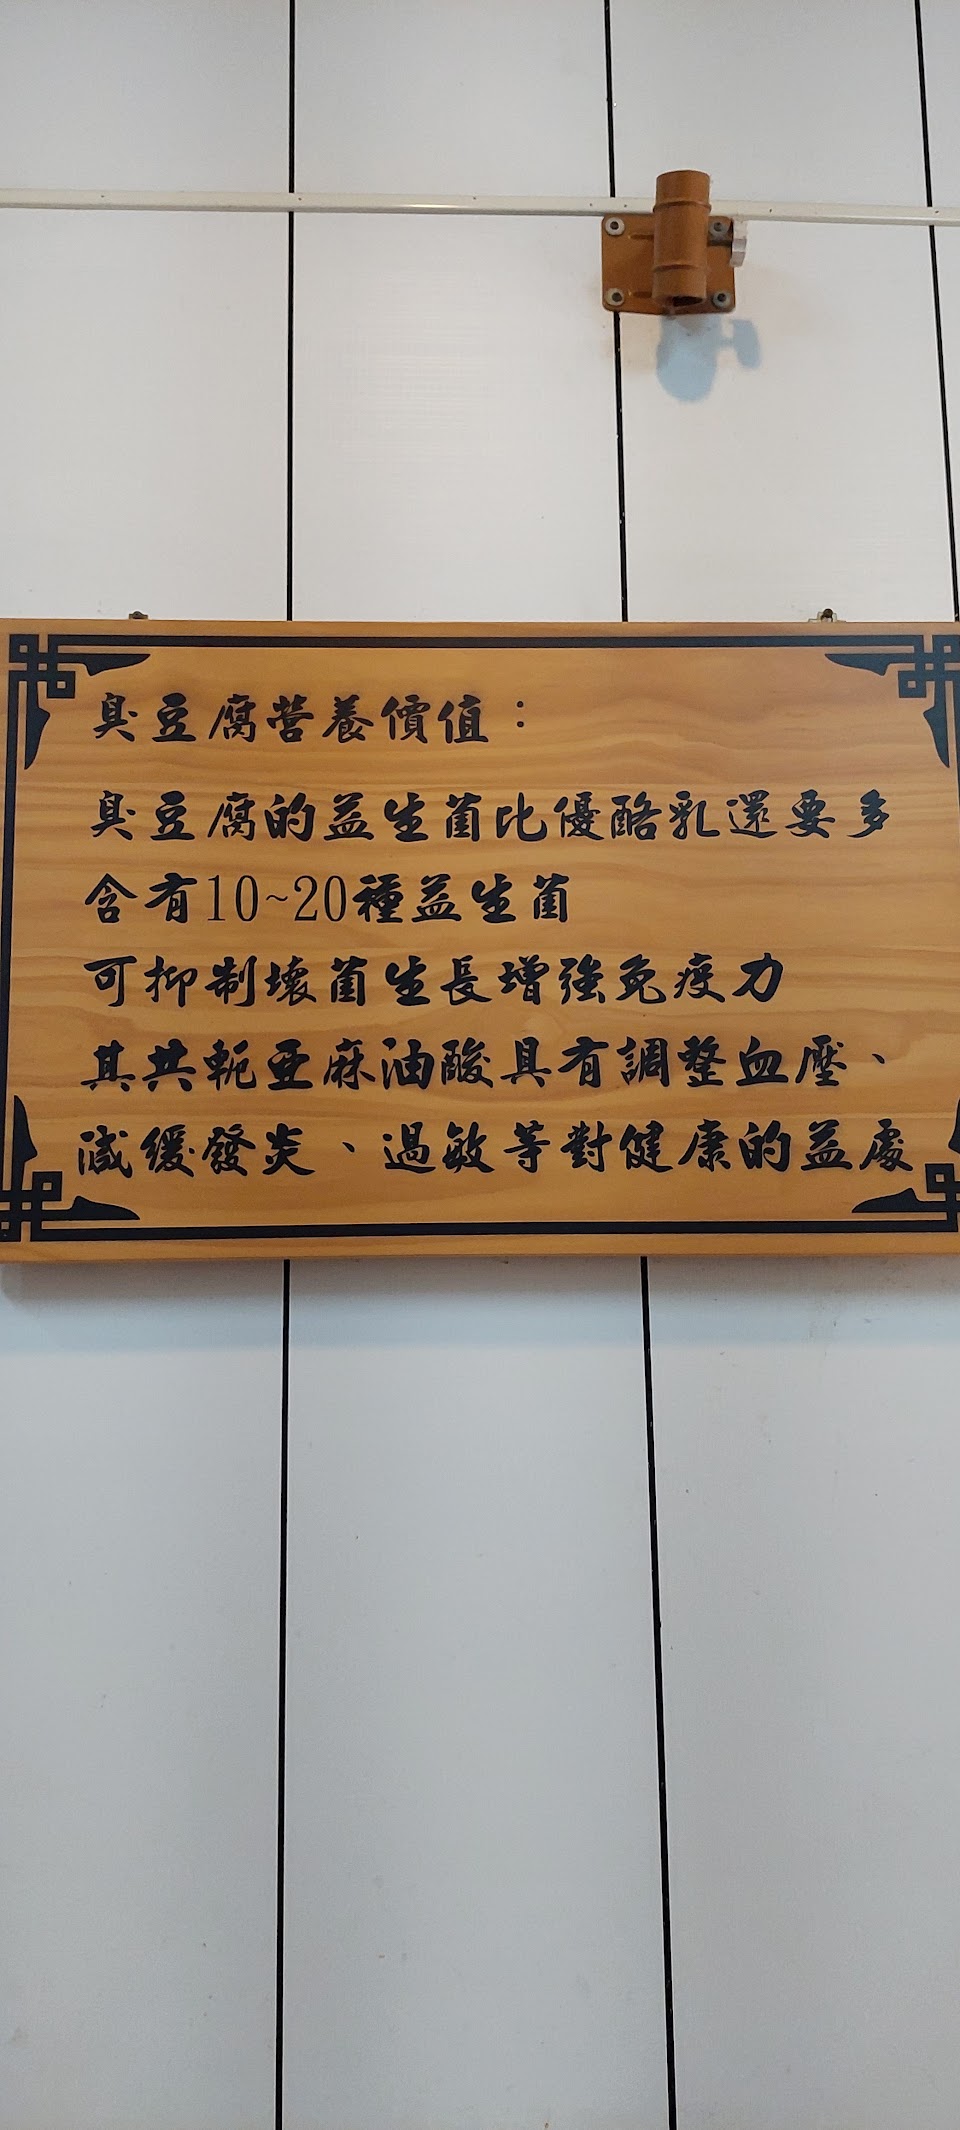 臭豆腐營養價值：
臭豆腐的益生菌比優酪乳還要多
含有10~20種益生菌
可抑制壞菌生長增強免疫力
其共軛亞麻油酸具有調整血壓、
減緩發炎、過敏等對健康的益處